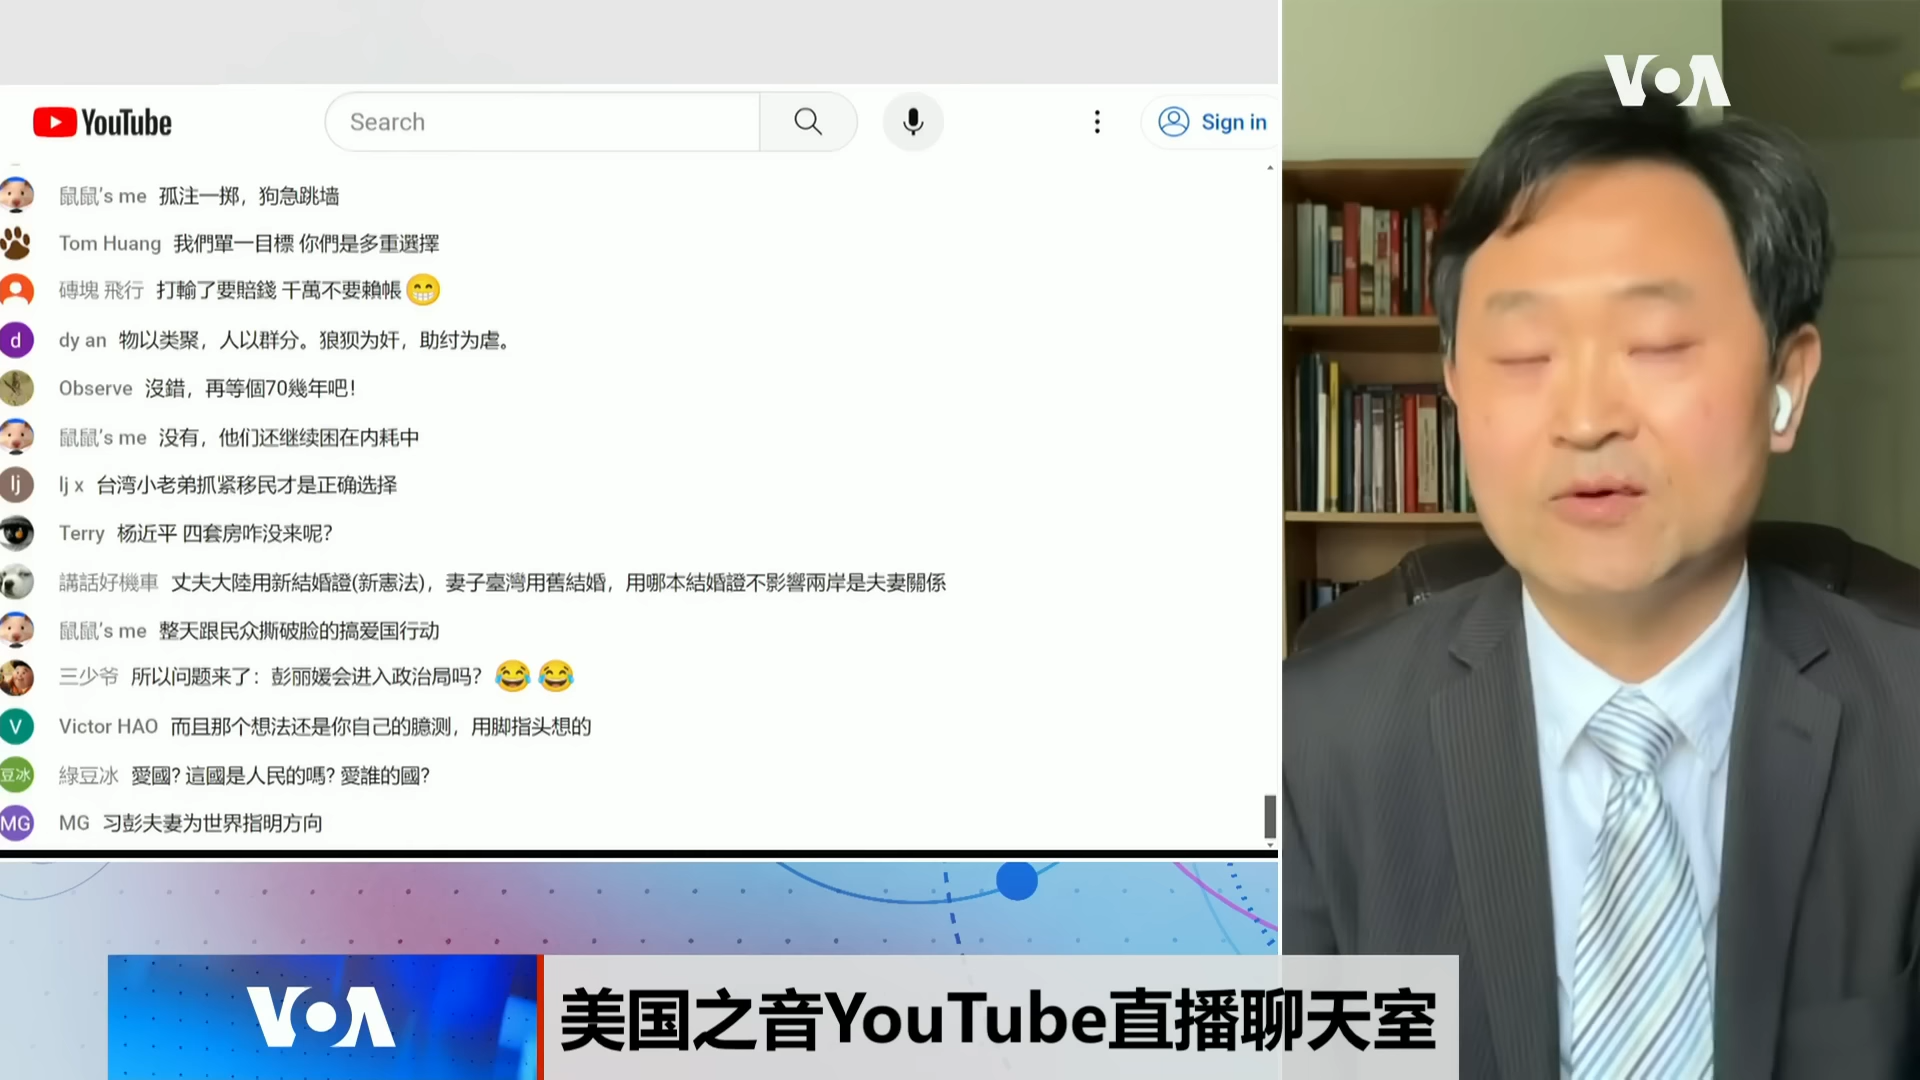 VOA
YouTube
Search
Sign in
鼠鼠's me 孤注一掷，狗急跳墙
Tom Huang 我們單一目標 你們是多重選擇
磚塊 飛行 打輸了要賠錢 千萬不要賴帳
d dy an 物以类聚，人以群分。狼狈为奸，助纣为虐。
Observe 沒錯，再等個70幾年吧！
鼠鼠's me 没有，他们还继续困在内耗中
lj lj x 台湾小老弟抓紧移民才是正确选择
Terry 杨近平 四套房咋没来呢？
講話好機車 丈夫大陸用新結婚證(新憲法)，妻子臺灣用舊結婚，用哪本結婚證不影響兩岸是夫妻關係
鼠鼠's me 整天跟民众撕破脸的搞爱国行动
三少爷 所以问题来了：彭丽媛会进入政治局吗？
V Victor HAO 而且那个想法还是你自己的臆测，用脚指头想的
豆冰 綠豆冰 愛國? 這國是人民的嗎? 愛誰的國?
MG MG 习彭夫妻为世界指明方向
VOA 美国之音YouTube直播聊天室